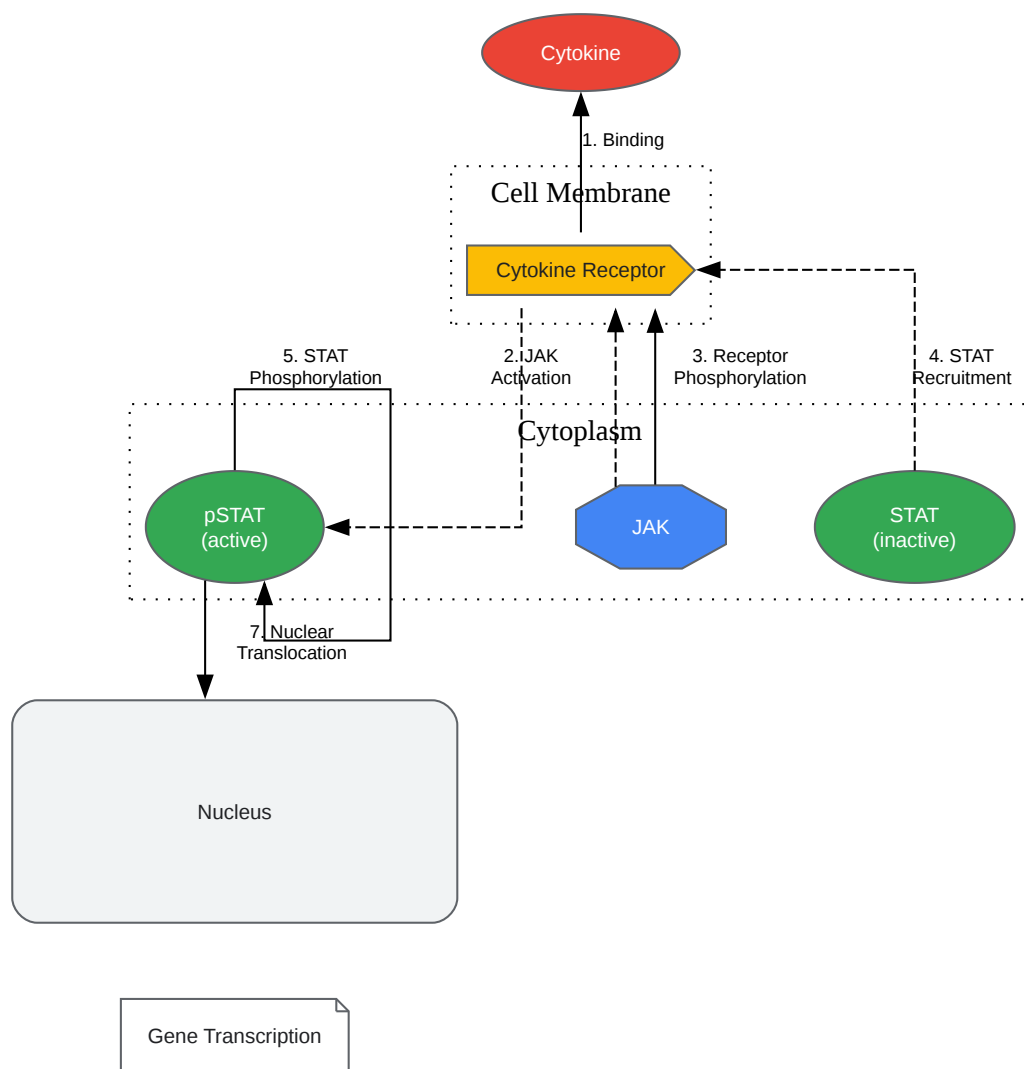 Cytokine
1. Binding
Cell Membrane
Cytokine Receptor
5. STAT
Phosphorylation
2. JAK
Activation
3. Receptor
Phosphorylation
4. STAT
Recruitment
Cytoplasm
pSTAT
(active)
JAK
STAT
(inactive)
7. Nuclear
Translocation
Nucleus
Gene Transcription